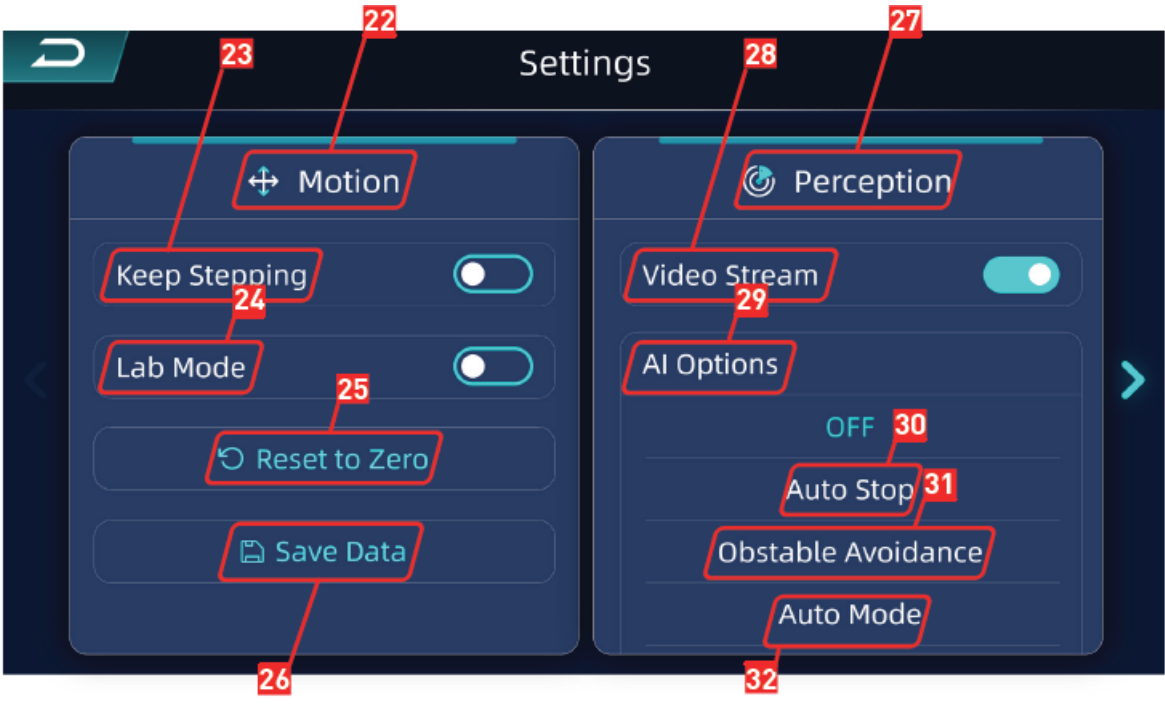 22
27
23
Settings
28
Motion
Perception
Keep Stepping
Video Stream
24
29
Lab Mode
AI Options
25
OFF
30
Reset to Zero
Auto Stop
31
Save Data
Obstable Avoidance
Auto Mode
26
32